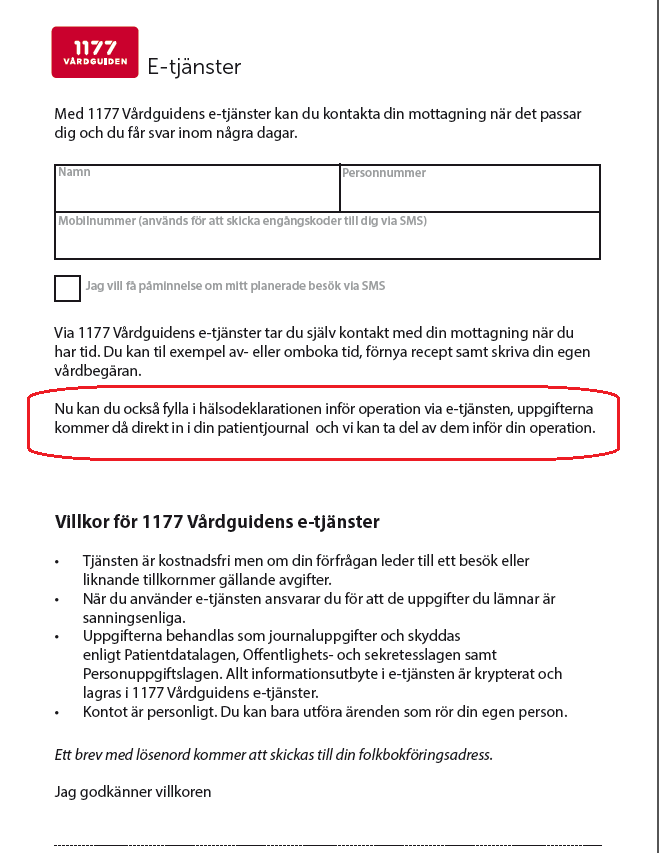 1177
VÅRDGUIDEN
E-tjänster
Med 1177 Vårdguidens e-tjänster kan du kontakta din mottagning när det passar
dig och du får svar inom några dagar.
Namn
Personnummer
Mobilnummer (används för att skicka engångskoder till dig via SMS)
Jag vill få påminnelse om mitt planerade besök via SMS
Via 1177 Vårdguidens e-tjänster tar du själv kontakt med din mottagning när du
har tid. Du kan til exempel av- eller omboka tid, förnya recept samt skriva din egen
vårdbegäran.
Nu kan du också fylla i hälsodeklarationen inför operation via e-tjänsten, uppgifterna
kommer då direkt in i din patientjournal och vi kan ta del av dem inför din operation.
Villkor för 1177 Vårdguidens e-tjänster
• Tjänsten är kostnadsfri men om din förfrågan leder till ett besök eller
liknande tillkornmer gällande avgifter.
• När du använder e-tjänsten ansvarar du för att de uppgifter du lämnar är
sanningsenliga.
• Uppgifterna behandlas som journaluppgifter och skyddas
enligt Patientdatalagen, Offentlighets- och sekretesslagen samt
Personuppgiftslagen. Allt informationsutbyte i e-tjänsten är krypterat och
lagras i 1177 Vårdguidens e-tjänster.
• Kontot är personligt. Du kan bara utföra ärenden som rör din egen person.
Ett brev med lösenord kommer att skickas till din folkbokföringsadress.
Jag godkänner villkoren